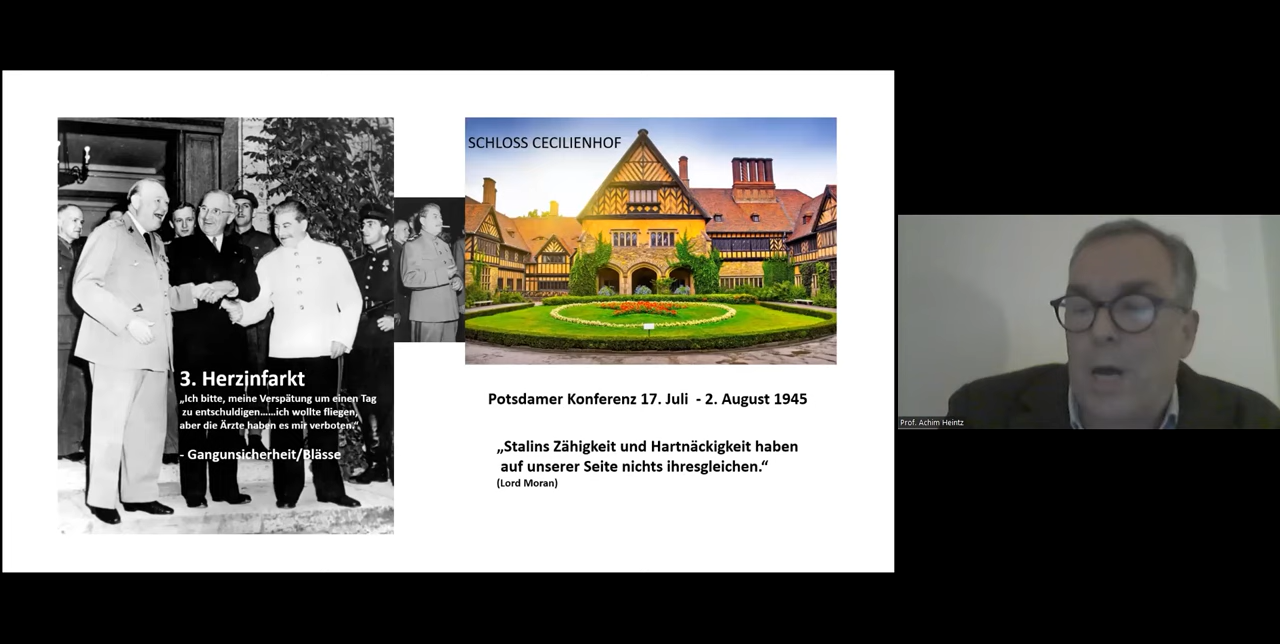 SCHLOSS CECILIENHOF
3. Herzinfarkt
„Ich bitte, meine Verspätung um einen Tag
zu entschuldigen……ich wollte fliegen,
aber die Ärzte haben es mir verboten.“
- Gangunsicherheit/Blässe
Potsdamer Konferenz 17. Juli - 2. August 1945
„Stalins Zähigkeit und Hartnäckigkeit haben
auf unserer Seite nichts ihresgleichen.“
(Lord Moran)
Prof. Achim Heintz